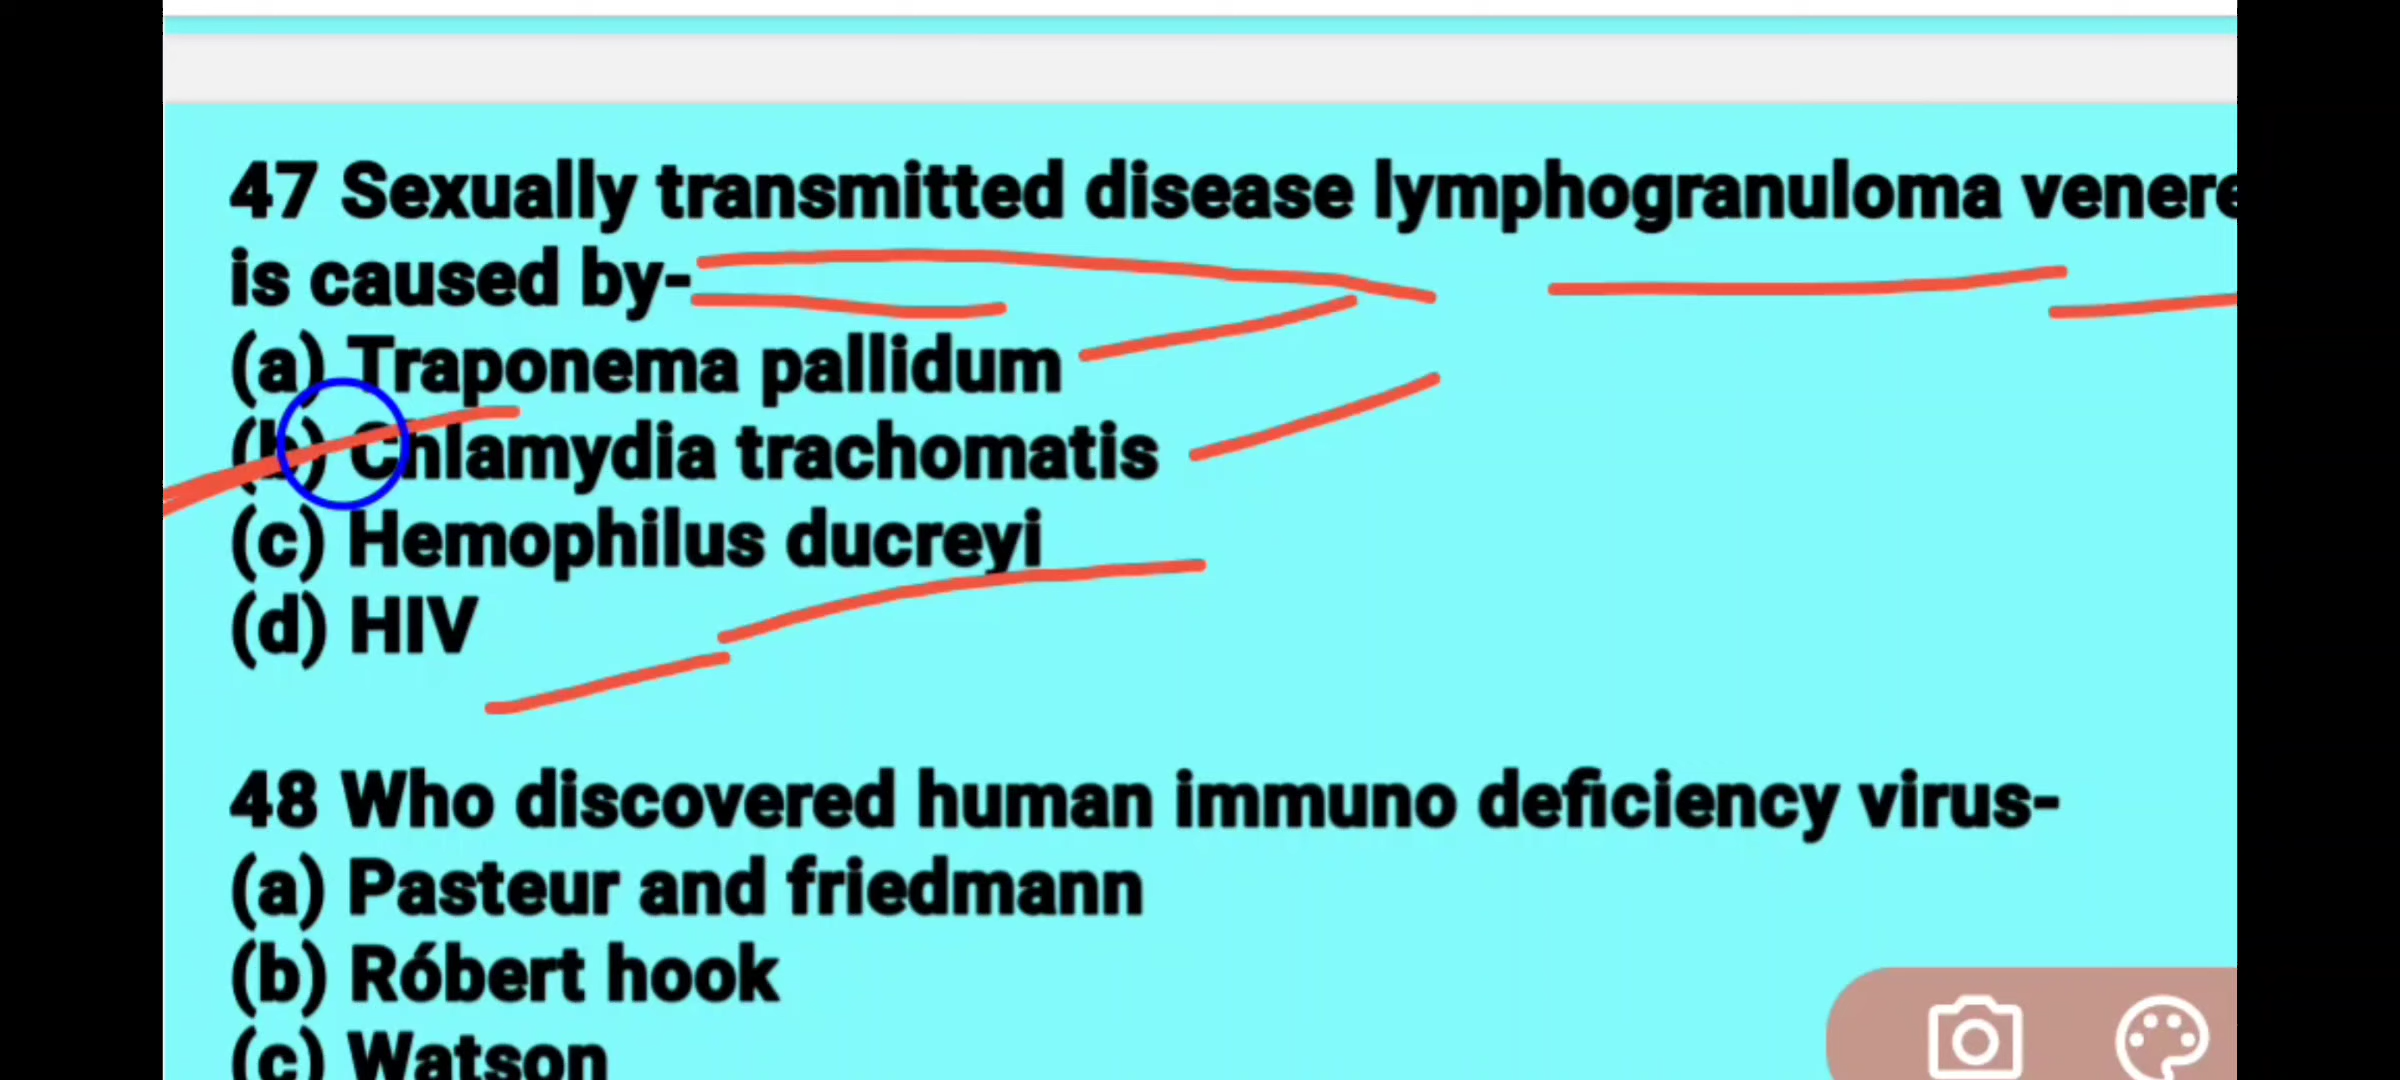 47 Sexually transmitted disease lymphogranuloma venere
is caused by-
(a) Traponema pallidum
(b) Chlamydia trachomatis
(c) Hemophilus ducreyi
(d) HIV
48 Who discovered human immuno deficiency virus-
(a) Pasteur and friedmann
(b) Róbert hook
(c) Watson